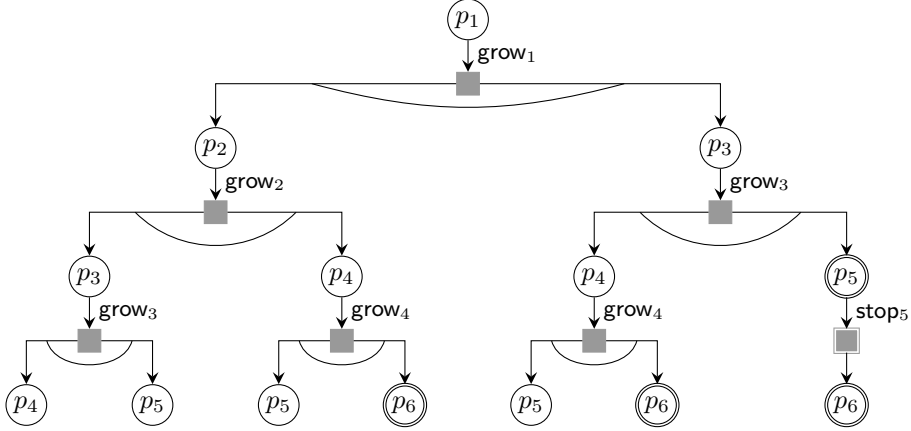 p₁
grow₁
p₂ p₃
grow₂ grow₃
p₃ p₄ p₄ p₅
grow₃ grow₄ grow₄ stop₅
p₄ p₅ p₅ p₆ p₅ p₆ p₆